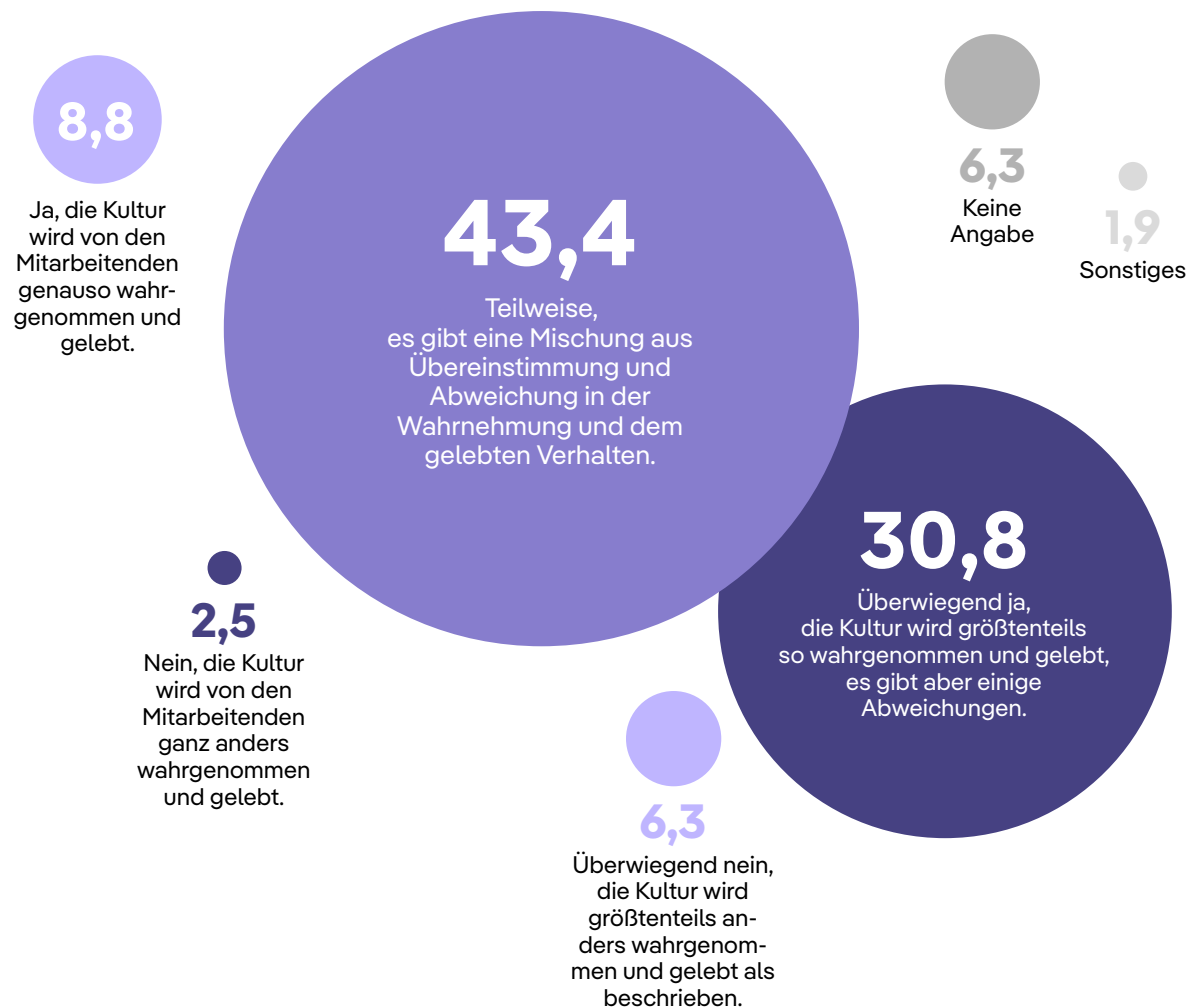 8,8
Ja, die Kultur
wird von den
Mitarbeitenden
genauso wahr-
genommen und
gelebt.
43,4
Teilweise,
es gibt eine Mischung aus
Übereinstimmung und
Abweichung in der
Wahrnehmung und dem
gelebten Verhalten.
6,3
Keine
Angabe
1,9
Sonstiges
30,8
Überwiegend ja,
die Kultur wird größtenteils
so wahrgenommen und gelebt,
es gibt aber einige
Abweichungen.
2,5
Nein, die Kultur
wird von den
Mitarbeitenden
ganz anders
wahrgenommen
und gelebt.
6,3
Überwiegend nein,
die Kultur wird
größtenteils an-
ders wahrgenom-
men und gelebt als
beschrieben.